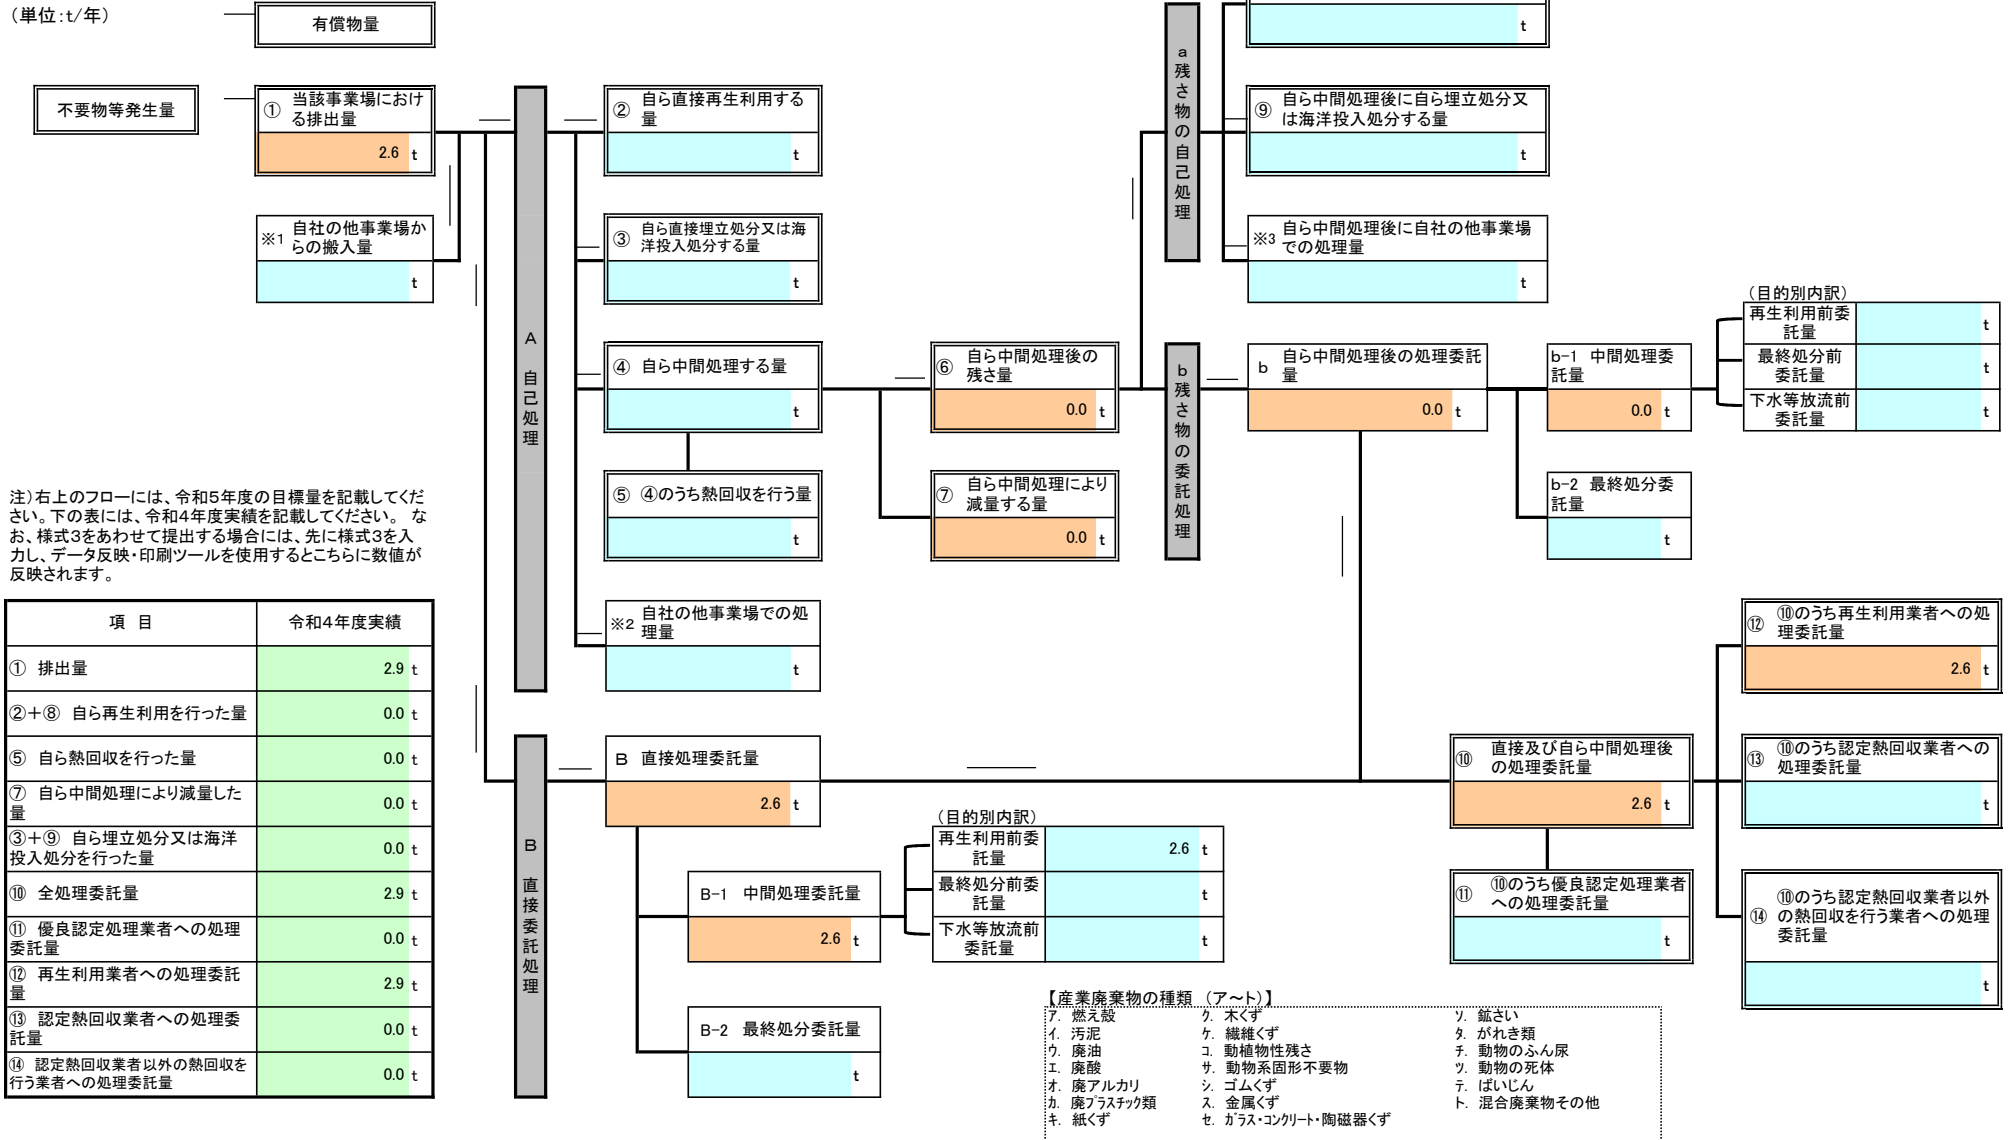 （単位：t/年）
有償物量
t
不要物等発生量
① 当該事業場におけ
る排出量
2.6 t
※1 自社の他事業場か
らの搬入量
t
A 自己処理
② 自ら直接再生利用する
量
t
③ 自ら直接埋立処分又は海
洋投入処分する量
t
④ 自ら中間処理する量
t
⑤ ④のうち熱回収を行う量
t
※2 自社の他事業場での処
理量
t
⑥ 自ら中間処理後の
残さ量
0.0 t
⑦ 自ら中間処理により
減量する量
0.0 t
a 残さ物の自己処理
⑨ 自ら中間処理後に自ら埋立処分又
は海洋投入処分する量
t
※3 自ら中間処理後に自社の他事業場
での処理量
t
b 残さ物の委託処理
b 自ら中間処理後の処理委託
量
0.0 t
b-1 中間処理委
託量
0.0 t
b-2 最終処分委
託量
t
（目的別内訳）
再生利用前委
託量
t
最終処分前
委託量
t
下水等放流前
委託量
t
注）右上のフローには、令和5年度の目標量を記載してくだ
さい。下の表には、令和4年度実績を記載してください。 な
お、様式3をあわせて提出する場合には、先に様式3を入
力し、データ反映・印刷ツールを使用するとこちらに数値が
反映されます。
項 目 令和4年度実績
① 排出量 2.9 t
②＋⑧ 自ら再生利用を行った量 0.0 t
⑤ 自ら熱回収を行った量 0.0 t
⑦ 自ら中間処理により減量した
量 0.0 t
③＋⑨ 自ら埋立処分又は海洋
投入処分を行った量 0.0 t
⑩ 全処理委託量 2.9 t
⑪ 優良認定処理業者への処理
委託量 0.0 t
⑫ 再生利用業者への処理委託
量 2.9 t
⑬ 認定熱回収業者への処理委
託量 0.0 t
⑭ 認定熱回収業者以外の熱回収を
行う業者への処理委託量 0.0 t
B 直接委託処理
B 直接処理委託量
2.6 t
B-1 中間処理委託量
2.6 t
B-2 最終処分委託量
t
（目的別内訳）
再生利用前委
託量
2.6 t
最終処分前委
託量
t
下水等放流前
委託量
t
⑩ 直接及び自ら中間処理後
の処理委託量
2.6 t
⑪ ⑩のうち優良認定処理業者
への処理委託量
t
⑫ ⑩のうち再生利用業者への処
理委託量
2.6 t
⑬ ⑩のうち認定熱回収業者への
処理委託量
t
⑭ ⑩のうち認定熱回収業者以外
の熱回収を行う業者への処理
委託量
t
【産業廃棄物の種類 （ア～ト）】
ア. 燃え殻 ク. 木くず ソ. 鉱さい
イ. 汚泥 ケ. 繊維くず タ. がれき類
ウ. 廃油 コ. 動植物性残さ チ. 動物のふん尿
エ. 廃酸 サ. 動物系固形不要物 ツ. 動物の死体
オ. 廃アルカリ シ. ゴムくず テ. ばいじん
カ. 廃プラスチック類 ス. 金属くず ト. 混合廃棄物その他
キ. 紙くず セ. ガラス・コンクリート・陶磁器くず